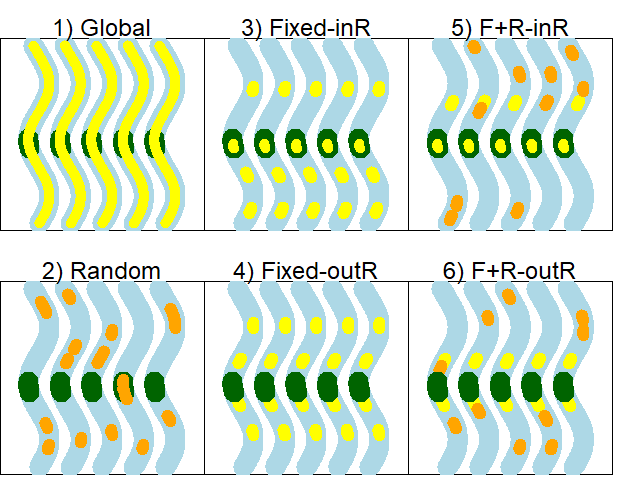 1) Global
3) Fixed-inR
5) F+R-inR
2) Random
4) Fixed-outR
6) F+R-outR